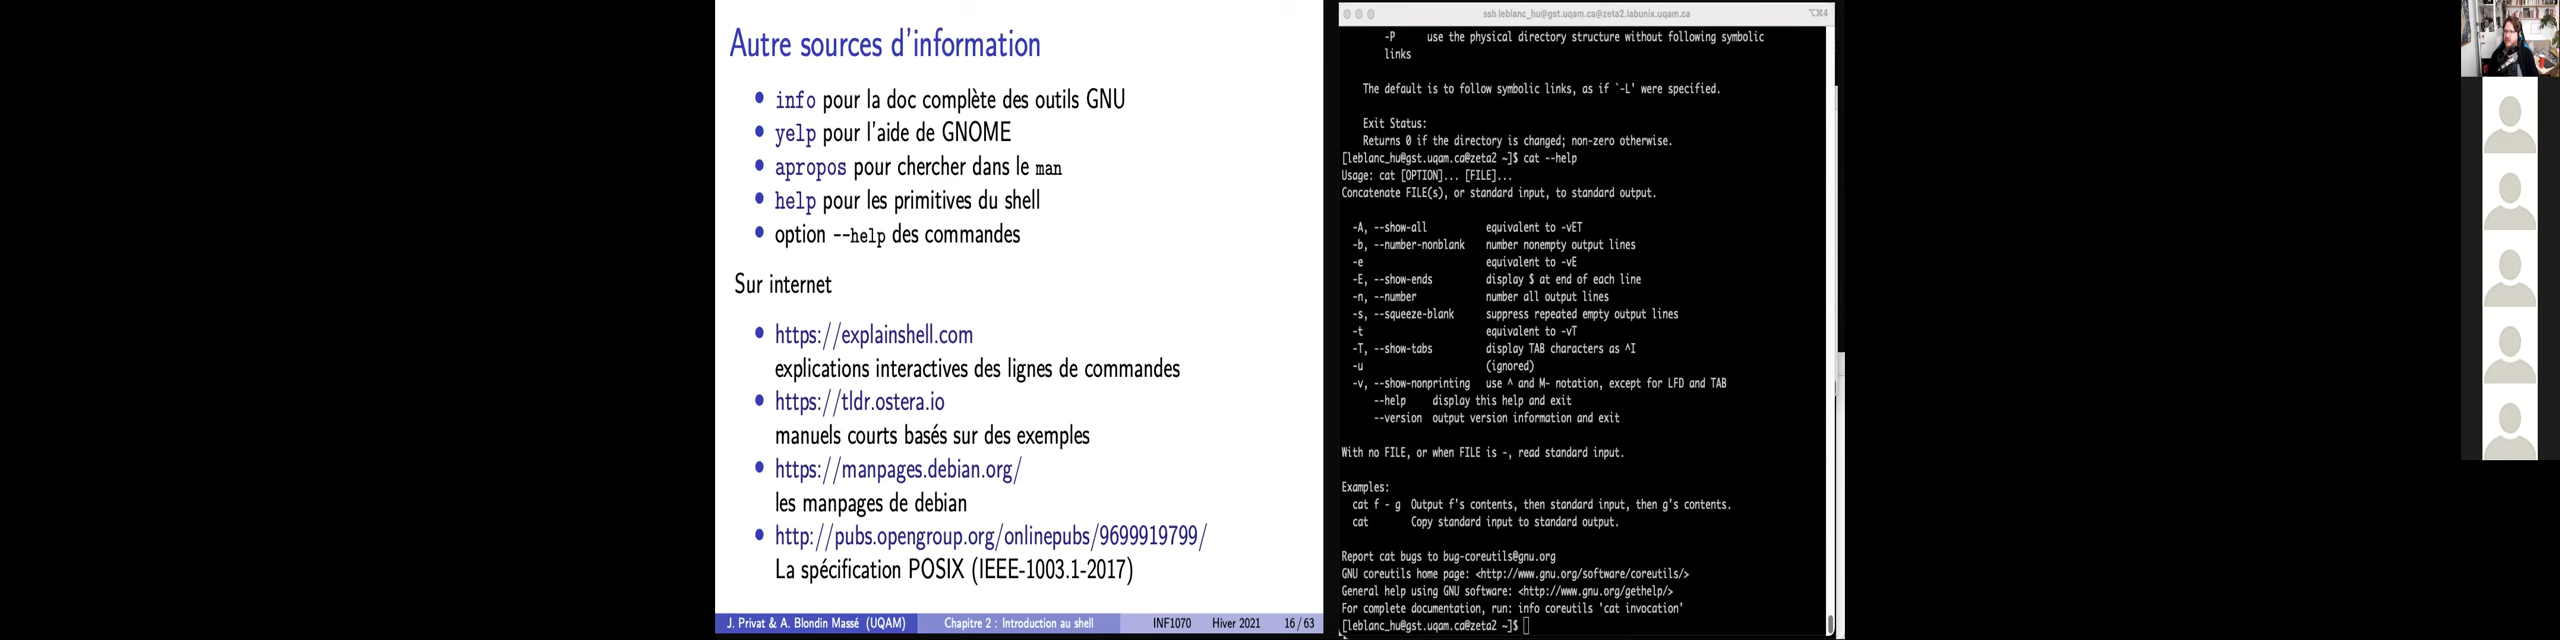 Autre sources d'information
• info pour la doc complète des outils GNU
• yelp pour l'aide de GNOME
• apropos pour chercher dans le man
• help pour les primitives du shell
• option --help des commandes
Sur internet
• https://explainshell.com
explications interactives des lignes de commandes
• https://tldr.ostera.io
manuels courts basés sur des exemples
• https://manpages.debian.org/
les manpages de debian
• http://pubs.opengroup.org/onlinepubs/9699919799/
La spécification POSIX (IEEE-1003.1-2017)
J. Privat & A. Blondin Massé (UQAM) Chapitre 2 : Introduction au shell INF1070 Hiver 2021 16 / 63
ssh leblanc_hu@gst.uqam.ca@zeta2.labunix.uqam.ca ⌥⌘4
-P use the physical directory structure without following symbolic
links
The default is to follow symbolic links, as if `-L' were specified.
Exit Status:
Returns 0 if the directory is changed; non-zero otherwise.
[leblanc_hu@gst.uqam.ca@zeta2 ~]$ cat --help
Usage: cat [OPTION]... [FILE]...
Concatenate FILE(s), or standard input, to standard output.
-A, --show-all equivalent to -vET
-b, --number-nonblank number nonempty output lines
-e equivalent to -vE
-E, --show-ends display $ at end of each line
-n, --number number all output lines
-s, --squeeze-blank suppress repeated empty output lines
-t equivalent to -vT
-T, --show-tabs display TAB characters as ^I
-u (ignored)
-v, --show-nonprinting use ^ and M- notation, except for LFD and TAB
--help display this help and exit
--version output version information and exit
With no FILE, or when FILE is -, read standard input.
Examples:
cat f - g Output f's contents, then standard input, then g's contents.
cat Copy standard input to standard output.
Report cat bugs to bug-coreutils@gnu.org
GNU coreutils home page: <http://www.gnu.org/software/coreutils/>
General help using GNU software: <http://www.gnu.org/gethelp/>
For complete documentation, run: info coreutils 'cat invocation'
[leblanc_hu@gst.uqam.ca@zeta2 ~]$